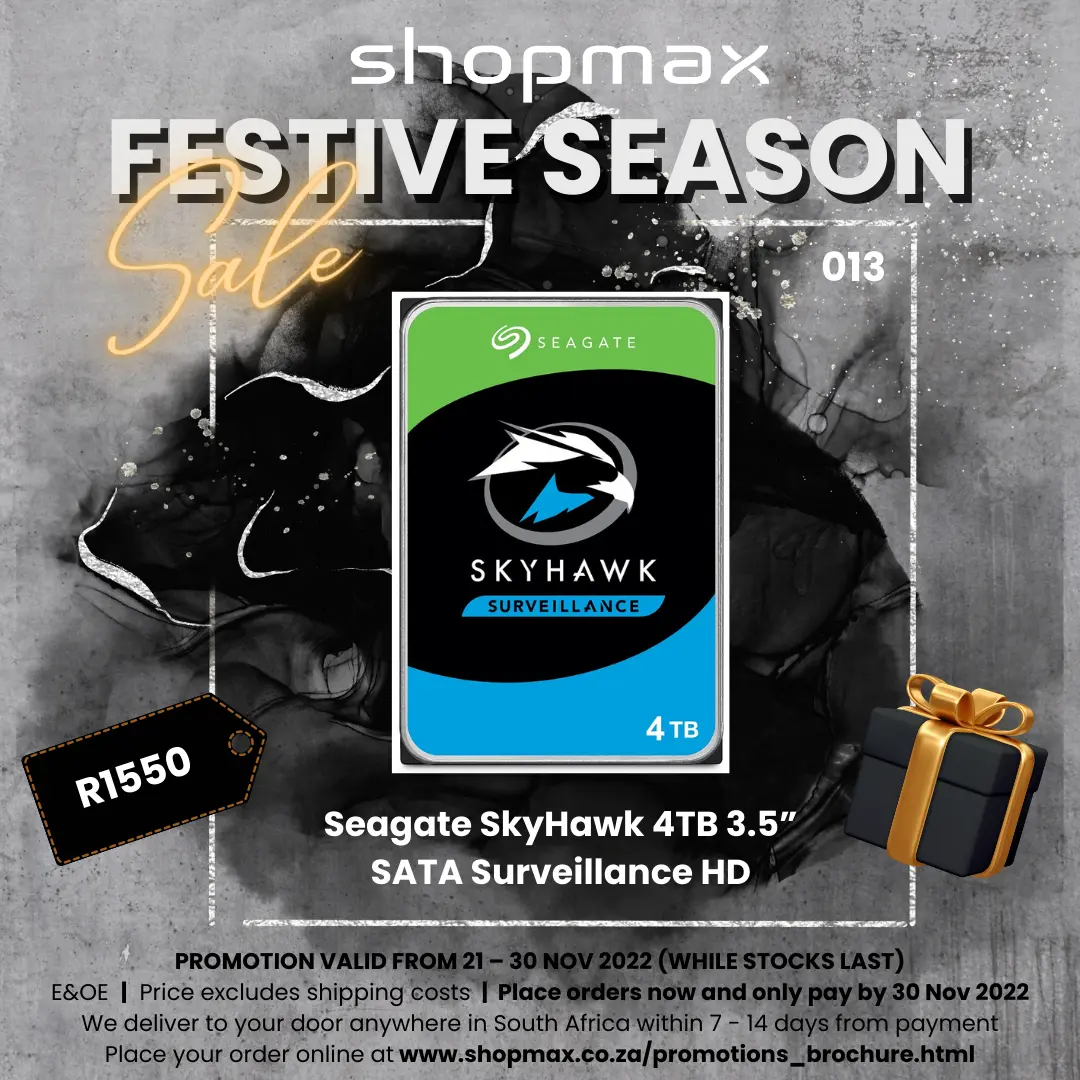 shopmax
FESTIVE SEASON
Sale
013
SEAGATE
SKYHAWK
SURVEILLANCE
4 TB
R1550
Seagate SkyHawk 4TB 3.5”
SATA Surveillance HD
PROMOTION VALID FROM 21 – 30 NOV 2022 (WHILE STOCKS LAST)
E&OE | Price excludes shipping costs | Place orders now and only pay by 30 Nov 2022
We deliver to your door anywhere in South Africa within 7 - 14 days from payment
Place your order online at www.shopmax.co.za/promotions_brochure.html